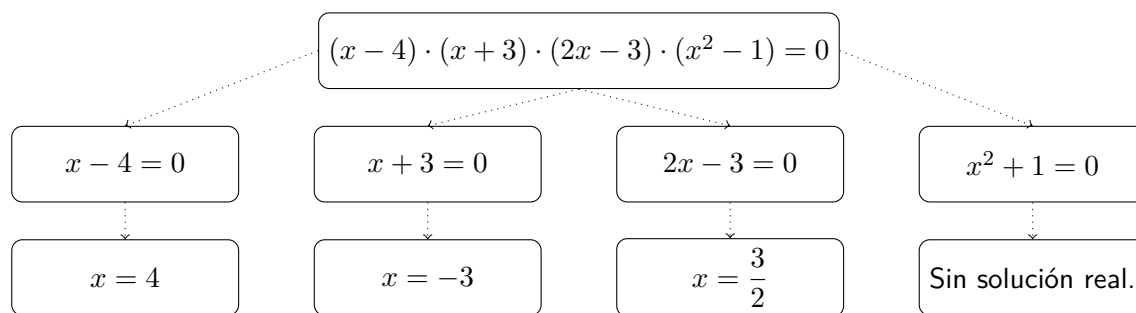 (x − 4) · (x + 3) · (2x − 3) · (x² − 1) = 0
x − 4 = 0
x + 3 = 0
2x − 3 = 0
x² + 1 = 0
x = 4
x = −3
x = 3/2
Sin solución real.